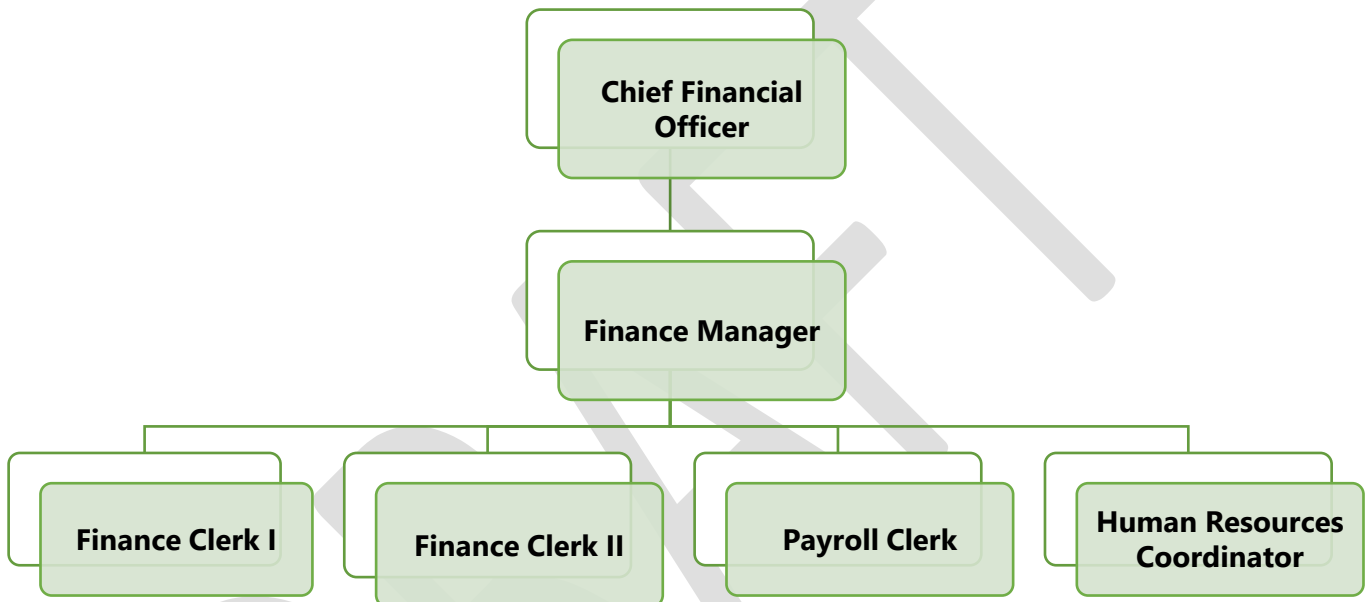 Chief Financial
Officer
Finance Manager
Finance Clerk I
Finance Clerk II
Payroll Clerk
Human Resources
Coordinator